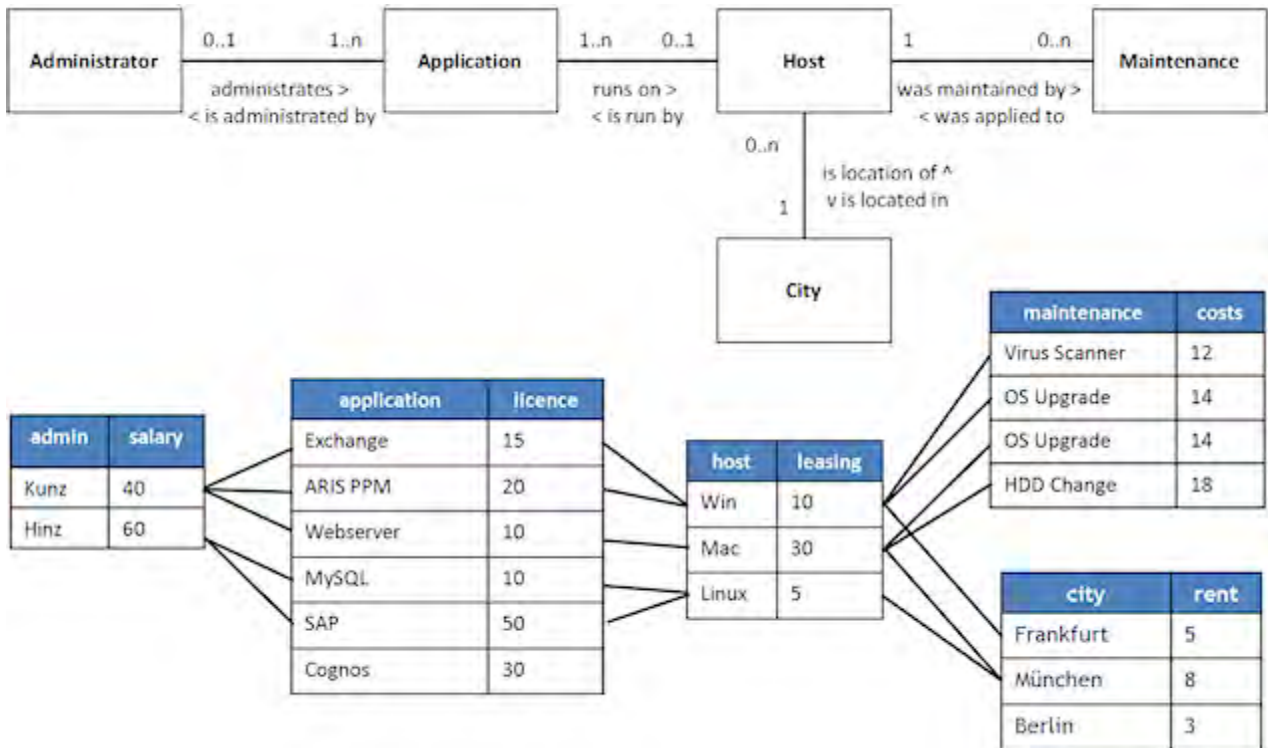 0..1 1..n 1..n 0..1 1 0..n
Administrator Application Host Maintenance
administrates > runs on > was maintained by >
< is administrated by < is run by < was applied to
0..n
is location of ^
v is located in
1
City
maintenance costs
Virus Scanner 12
OS Upgrade 14
OS Upgrade 14
HDD Change 18
application licence
Exchange 15
ARIS PPM 20
Webserver 10
MySQL 10
SAP 50
Cognos 30
admin salary
Kunz 40
Hinz 60
host leasing
Win 10
Mac 30
Linux 5
city rent
Frankfurt 5
München 8
Berlin 3